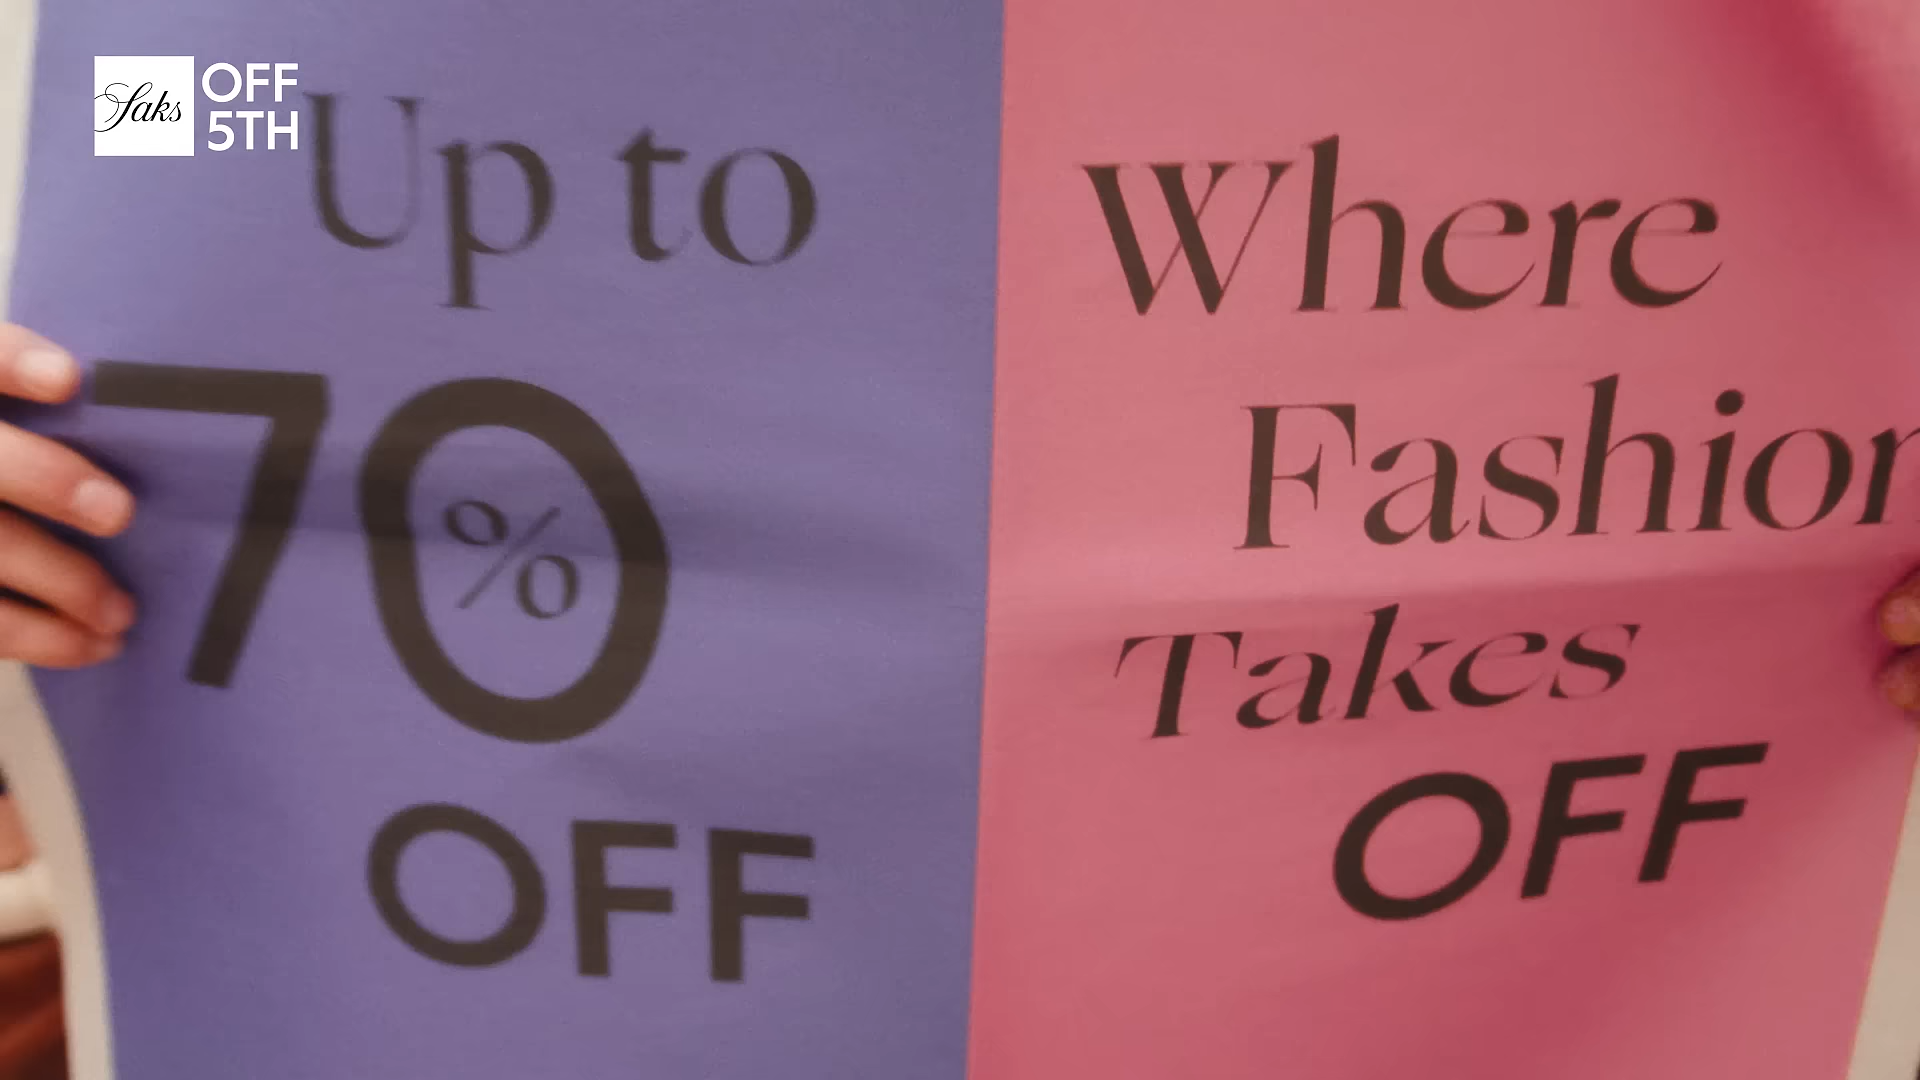 Saks
OFF
5TH
Up to
70%
OFF
Where
Fashion
Takes
OFF